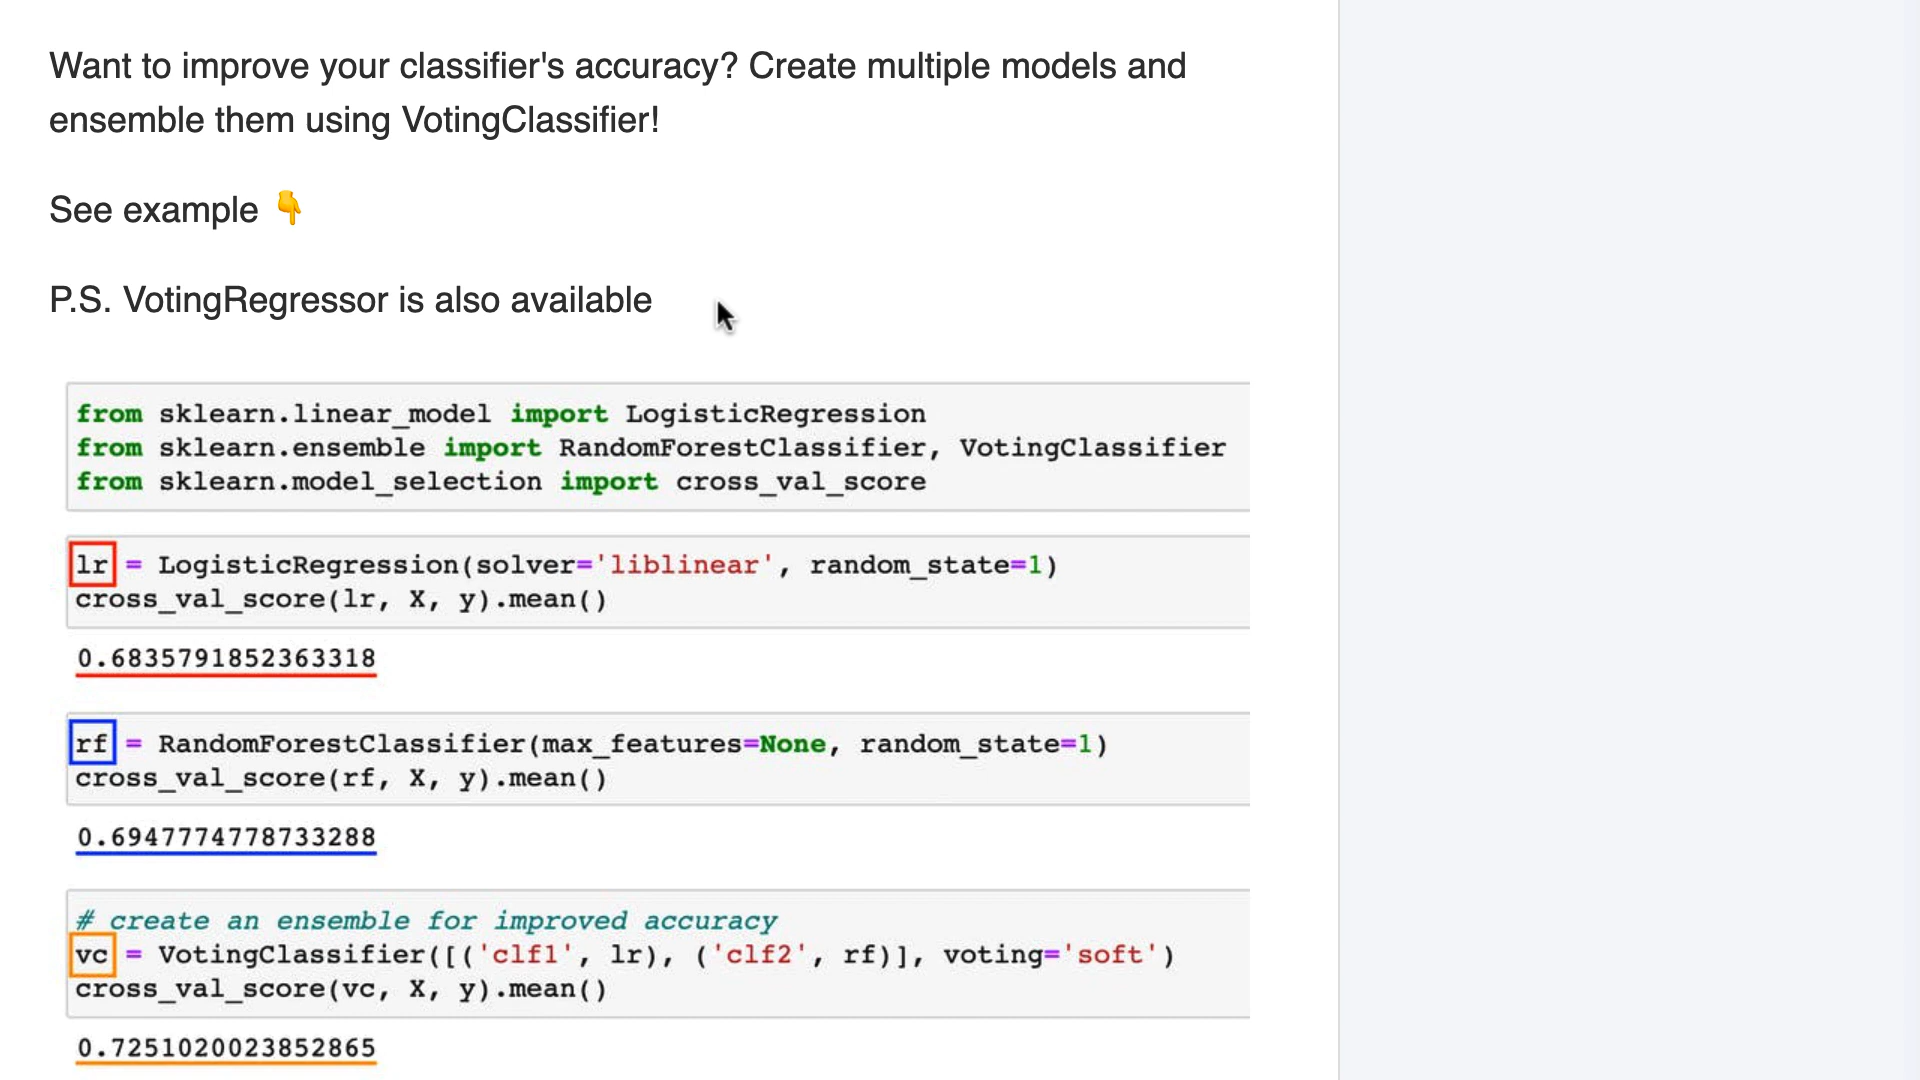 Want to improve your classifier's accuracy? Create multiple models and
ensemble them using VotingClassifier!
See example 👇
P.S. VotingRegressor is also available
from sklearn.linear_model import LogisticRegression
from sklearn.ensemble import RandomForestClassifier, VotingClassifier
from sklearn.model_selection import cross_val_score
lr = LogisticRegression(solver='liblinear', random_state=1)
cross_val_score(lr, X, y).mean()
0.6835791852363318
rf = RandomForestClassifier(max_features=None, random_state=1)
cross_val_score(rf, X, y).mean()
0.6947774778733288
# create an ensemble for improved accuracy
vc = VotingClassifier([('clf1', lr), ('clf2', rf)], voting='soft')
cross_val_score(vc, X, y).mean()
0.7251020023852865